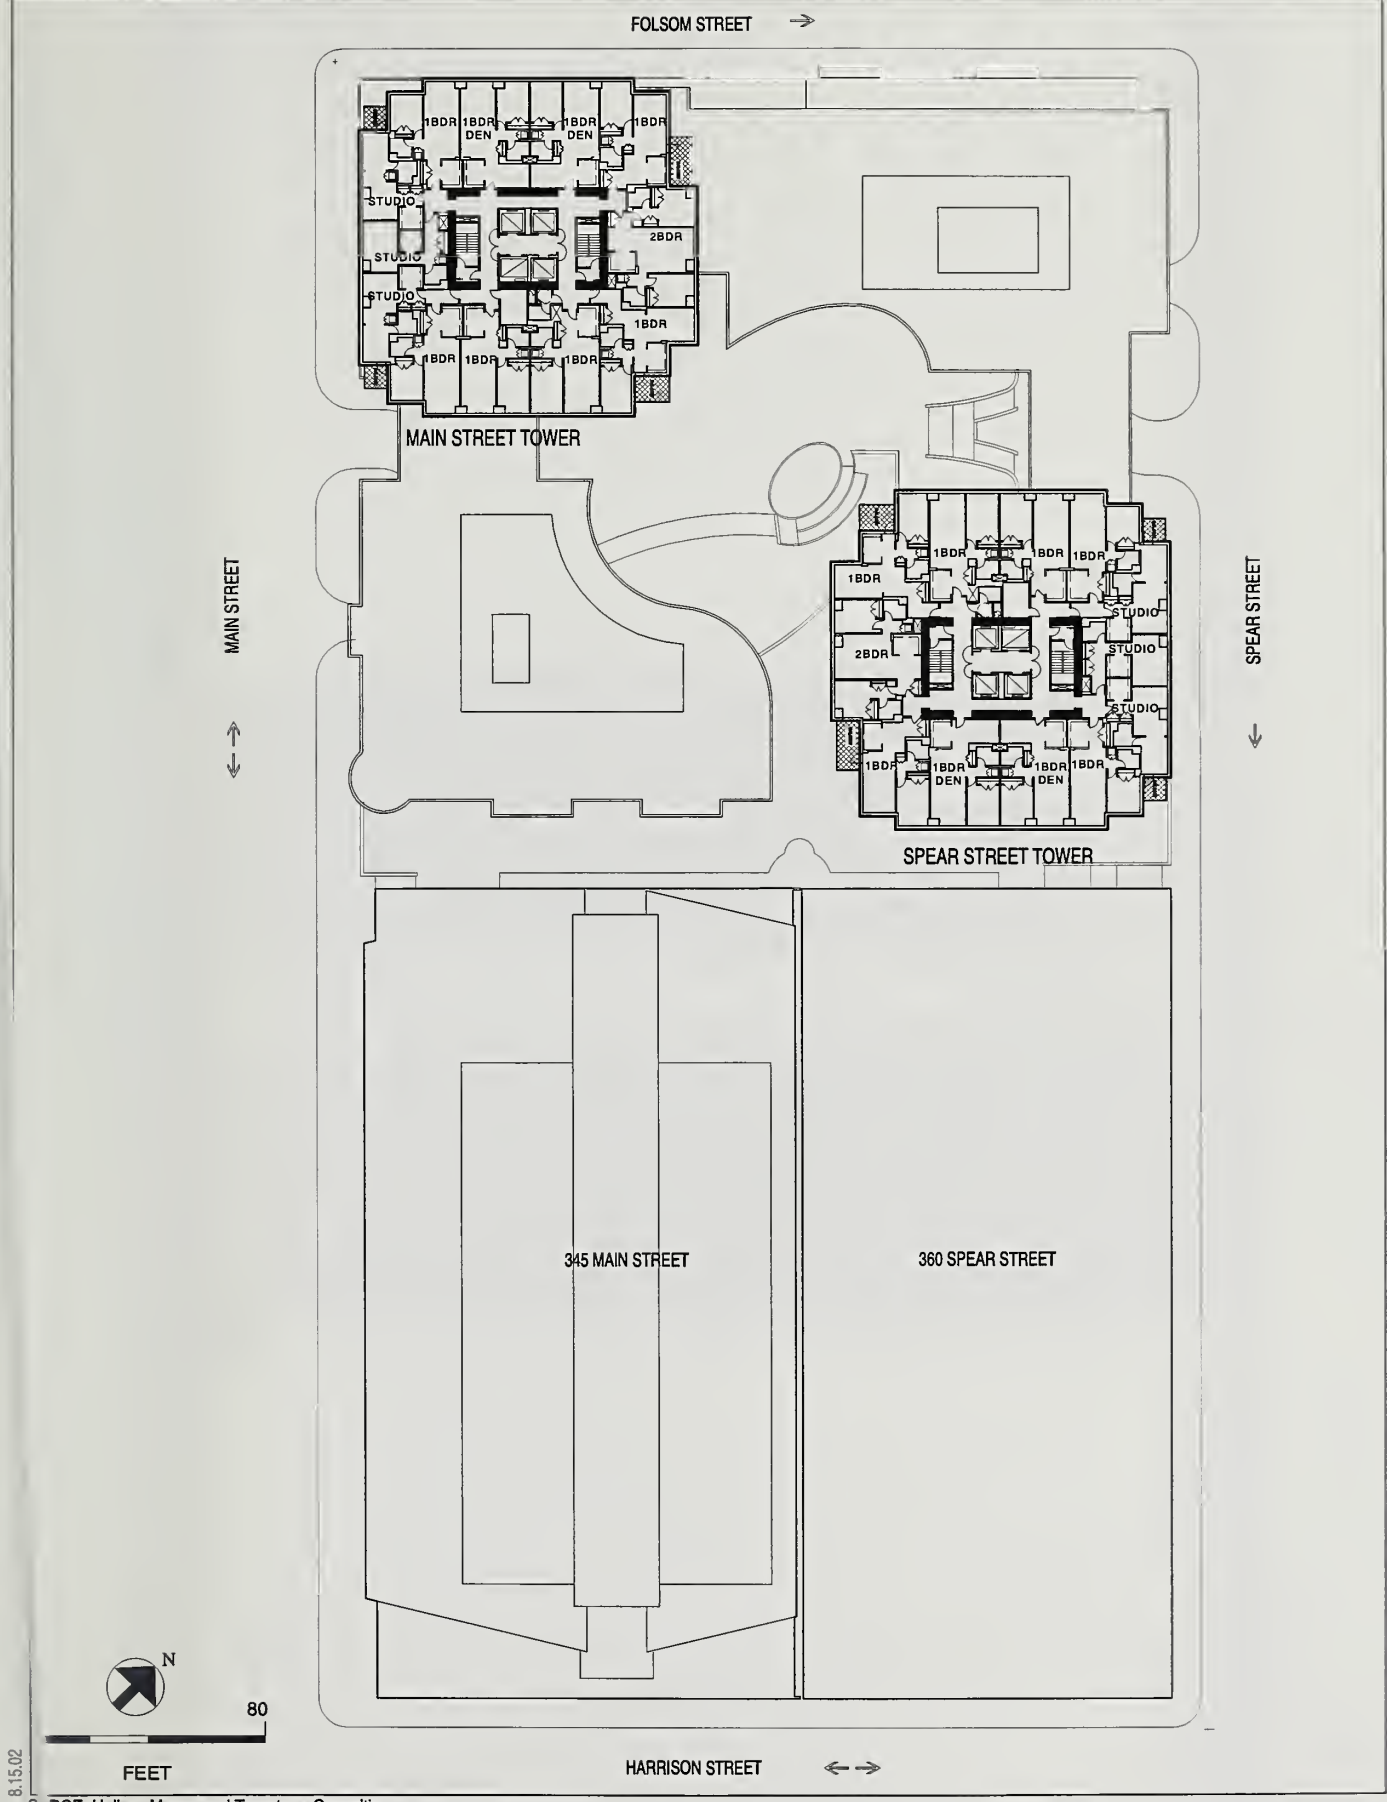 FOLSOM STREET
1BDR 1BDR 1BDR 1BDR
DEN DEN
STUDIO
2BDR
STUDIO
STUDIO
1BDR
1BDR 1BDR 1BDR
MAIN STREET TOWER
MAIN STREET
SPEAR STREET
1BDR 1BDR 1BDR
1BDR
STUDIO
2BDR
STUDIO
STUDIO
1BDR 1BDR 1BDR 1BDR
DEN DEN
SPEAR STREET TOWER
345 MAIN STREET
360 SPEAR STREET
N
80
FEET
HARRISON STREET
8.15.02